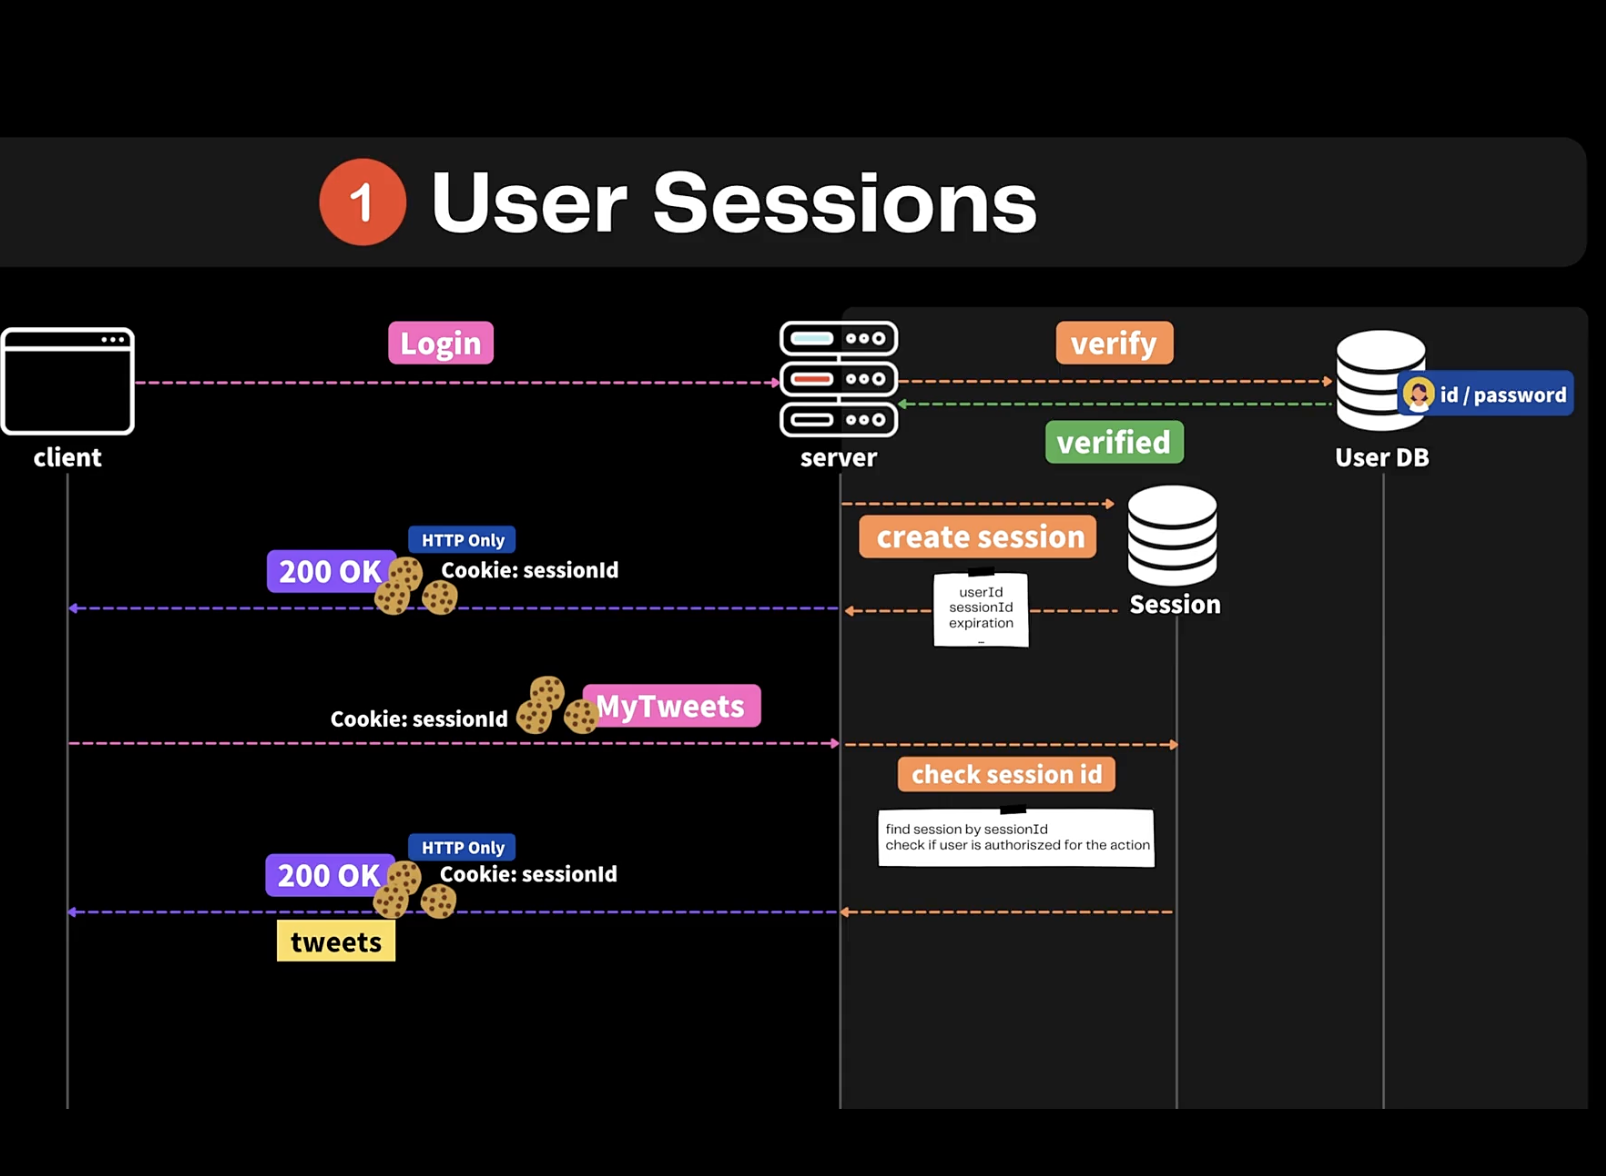 1 User Sessions
Login
verify
id / password
verified
client
server
User DB
create session
HTTP Only
200 OK
Cookie: sessionId
userId
sessionId
expiration
_
Session
Cookie: sessionId
MyTweets
check session id
find session by sessionId
check if user is authoriszed for the action
HTTP Only
200 OK
Cookie: sessionId
tweets